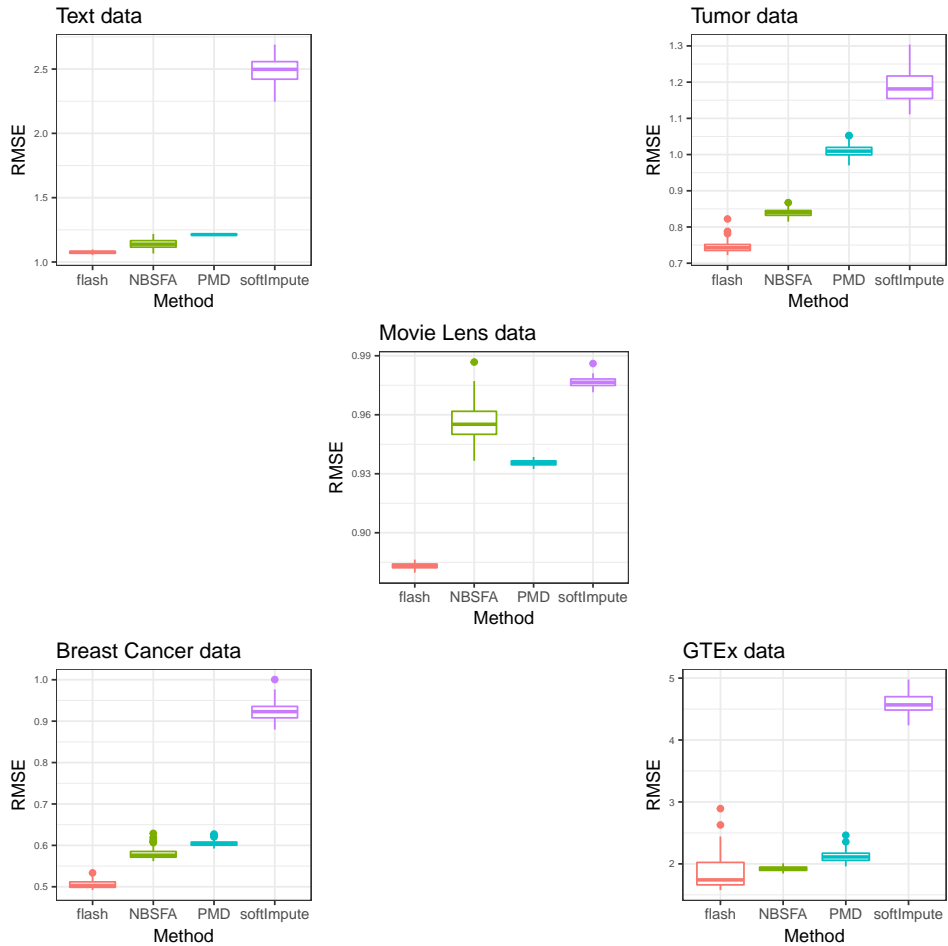 Text data
RMSE
2.5
2.0
1.5
1.0
flash NBSFA PMD softImpute
Method
Tumor data
RMSE
1.3
1.2
1.1
1.0
0.9
0.8
0.7
flash NBSFA PMD softImpute
Method
Movie Lens data
RMSE
0.99
0.96
0.93
0.90
flash NBSFA PMD softImpute
Method
Breast Cancer data
RMSE
1.0
0.9
0.8
0.7
0.6
0.5
flash NBSFA PMD softImpute
Method
GTEx data
RMSE
5
4
3
2
flash NBSFA PMD softImpute
Method